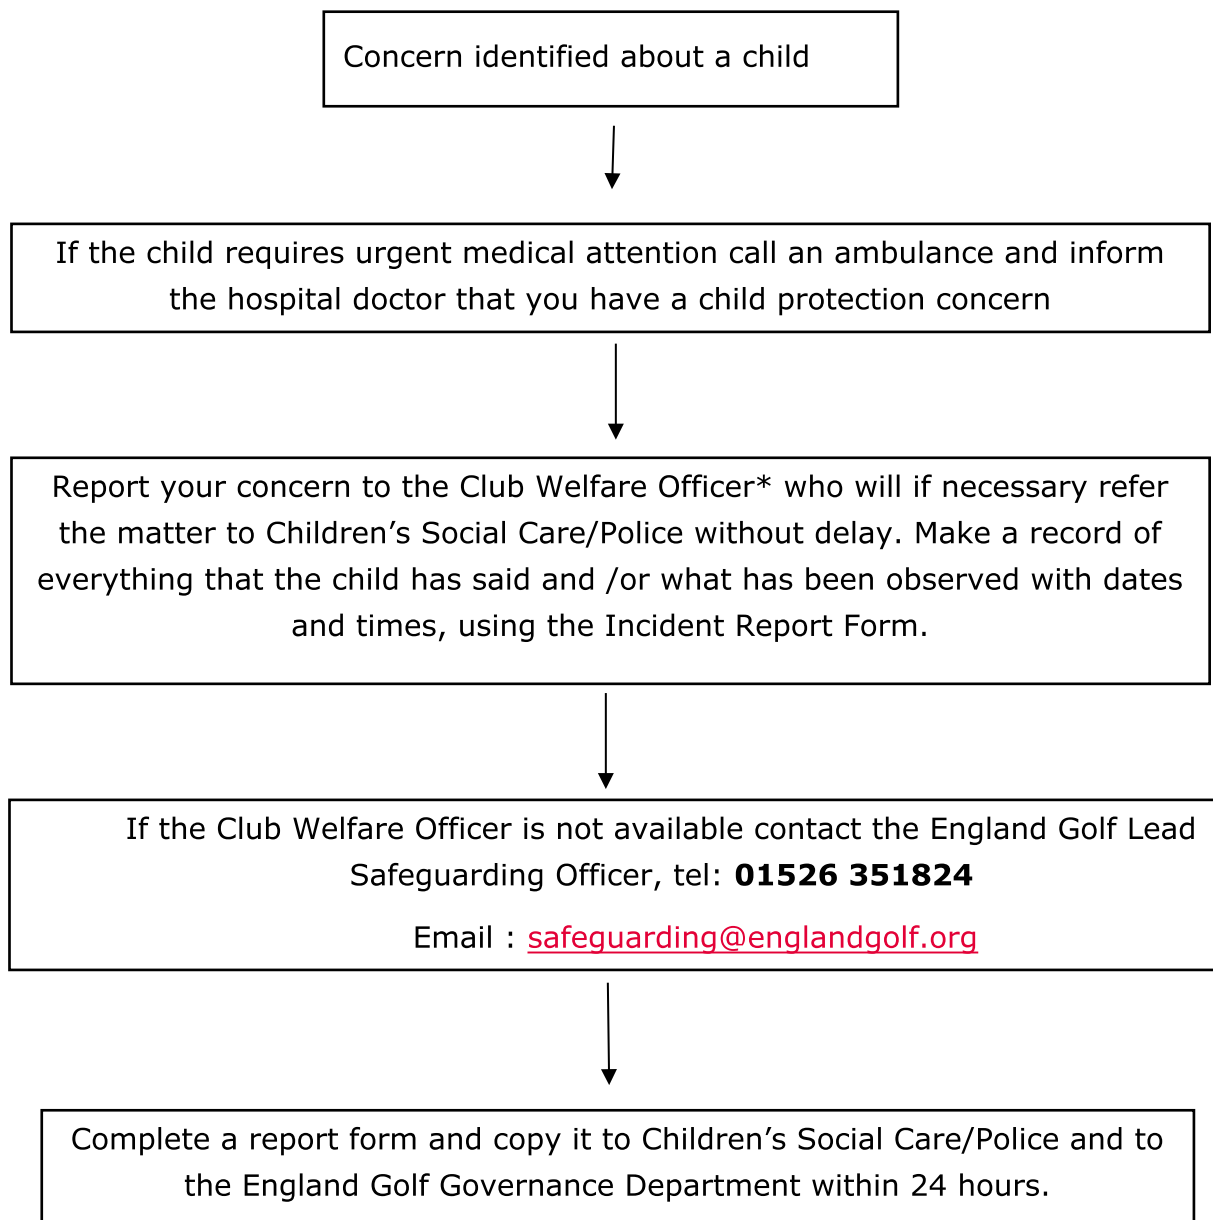 Concern identified about a child
If the child requires urgent medical attention call an ambulance and inform
the hospital doctor that you have a child protection concern
Report your concern to the Club Welfare Officer* who will if necessary refer
the matter to Children’s Social Care/Police without delay. Make a record of
everything that the child has said and /or what has been observed with dates
and times, using the Incident Report Form.
If the Club Welfare Officer is not available contact the England Golf Lead
Safeguarding Officer, tel: 01526 351824
Email : safeguarding@englandgolf.org
Complete a report form and copy it to Children’s Social Care/Police and to
the England Golf Governance Department within 24 hours.